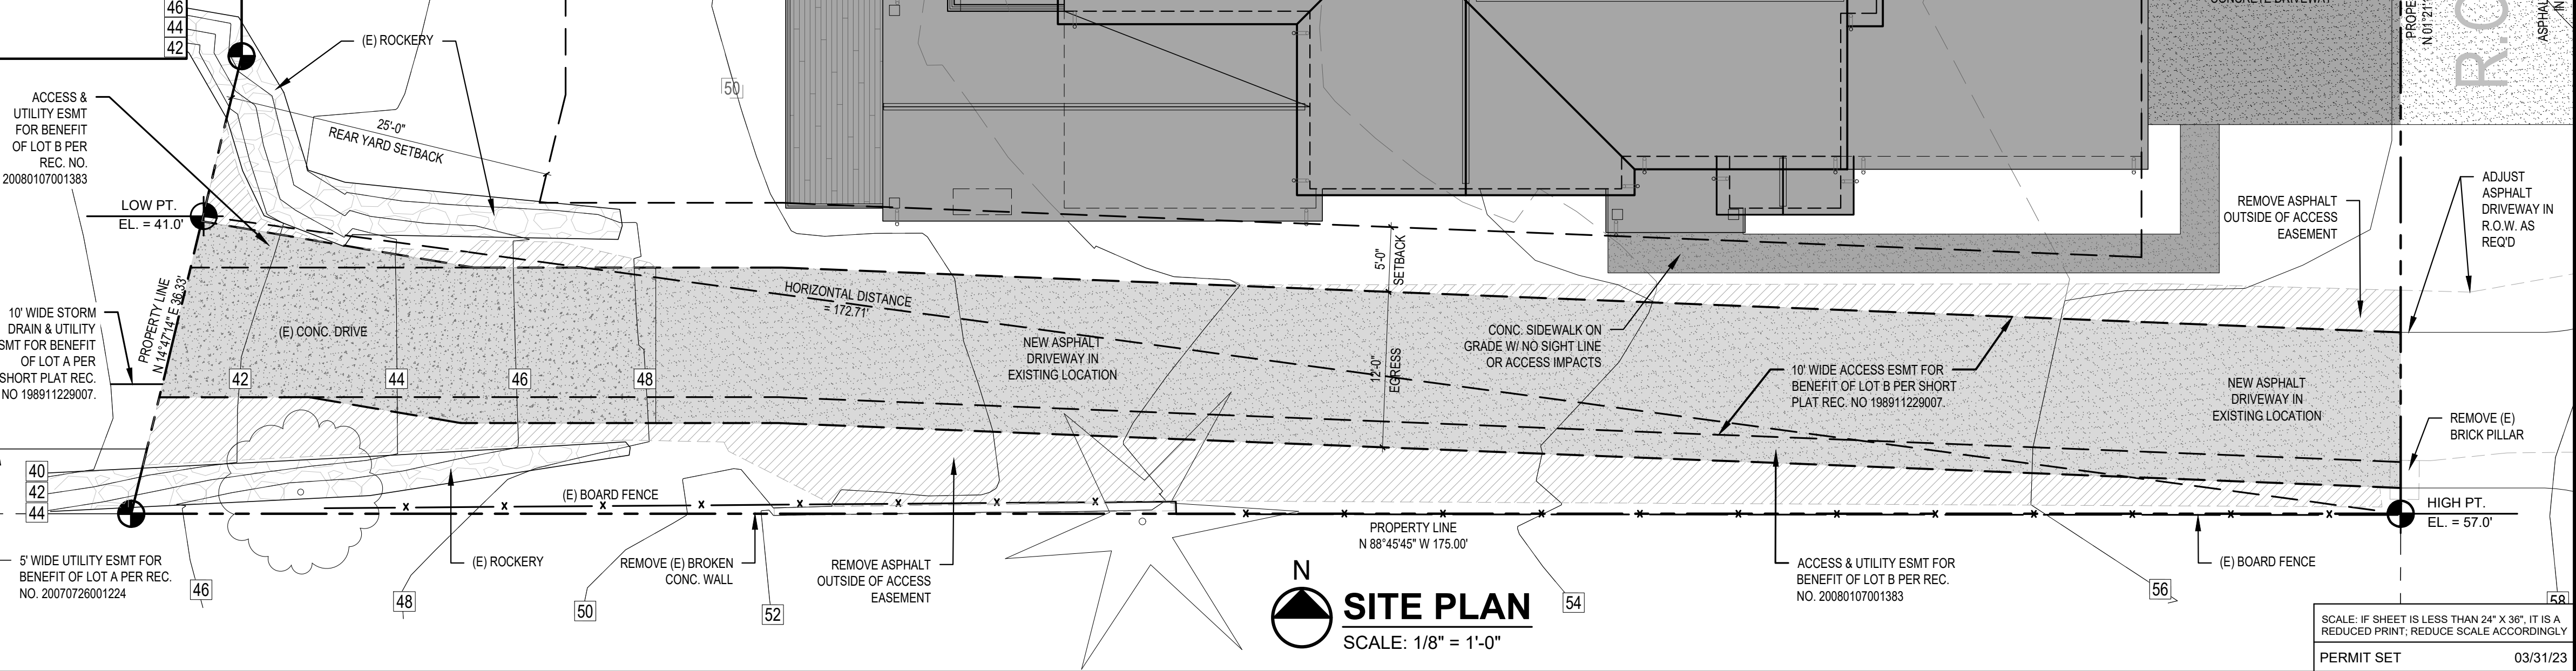 46
44
42
(E) ROCKERY
50
ACCESS &
UTILITY ESMT
FOR BENEFIT
OF LOT B PER
REC. NO.
20080107001383
25'-0"
REAR YARD SETBACK
LOW PT.
EL. = 41.0'
PROPERTY LINE
N 14°47'14" E 36.33'
10' WIDE STORM
DRAIN & UTILITY
ESMT FOR BENEFIT
OF LOT A PER
SHORT PLAT REC.
NO 198911229007.
(E) CONC. DRIVE
42
44
46
48
HORIZONTAL DISTANCE
= 172.71'
NEW ASPHALT
DRIVEWAY IN
EXISTING LOCATION
5'-0"
SETBACK
12'-0"
EGRESS
CONC. SIDEWALK ON
GRADE W/ NO SIGHT LINE
OR ACCESS IMPACTS
10' WIDE ACCESS ESMT FOR
BENEFIT OF LOT B PER SHORT
PLAT REC. NO 198911229007.
NEW ASPHALT
DRIVEWAY IN
EXISTING LOCATION
REMOVE ASPHALT
OUTSIDE OF ACCESS
EASEMENT
CONCRETE DRIVEWAY
N 01°21'
R.O
ASPHAL
IN
ADJUST
ASPHALT
DRIVEWAY IN
R.O.W. AS
REQ'D
REMOVE (E)
BRICK PILLAR
HIGH PT.
EL. = 57.0'
40
42
44
5' WIDE UTILITY ESMT FOR
BENEFIT OF LOT A PER REC.
NO. 20070726001224
46
48
(E) ROCKERY
(E) BOARD FENCE
50
REMOVE (E) BROKEN
CONC. WALL
52
REMOVE ASPHALT
OUTSIDE OF ACCESS
EASEMENT
PROPERTY LINE
N 88°45'45" W 175.00'
N
SITE PLAN
SCALE: 1/8" = 1'-0"
54
ACCESS & UTILITY ESMT FOR
BENEFIT OF LOT B PER REC.
NO. 20080107001383
56
(E) BOARD FENCE
58
SCALE: IF SHEET IS LESS THAN 24" X 36", IT IS A
REDUCED PRINT; REDUCE SCALE ACCORDINGLY
PERMIT SET 03/31/23